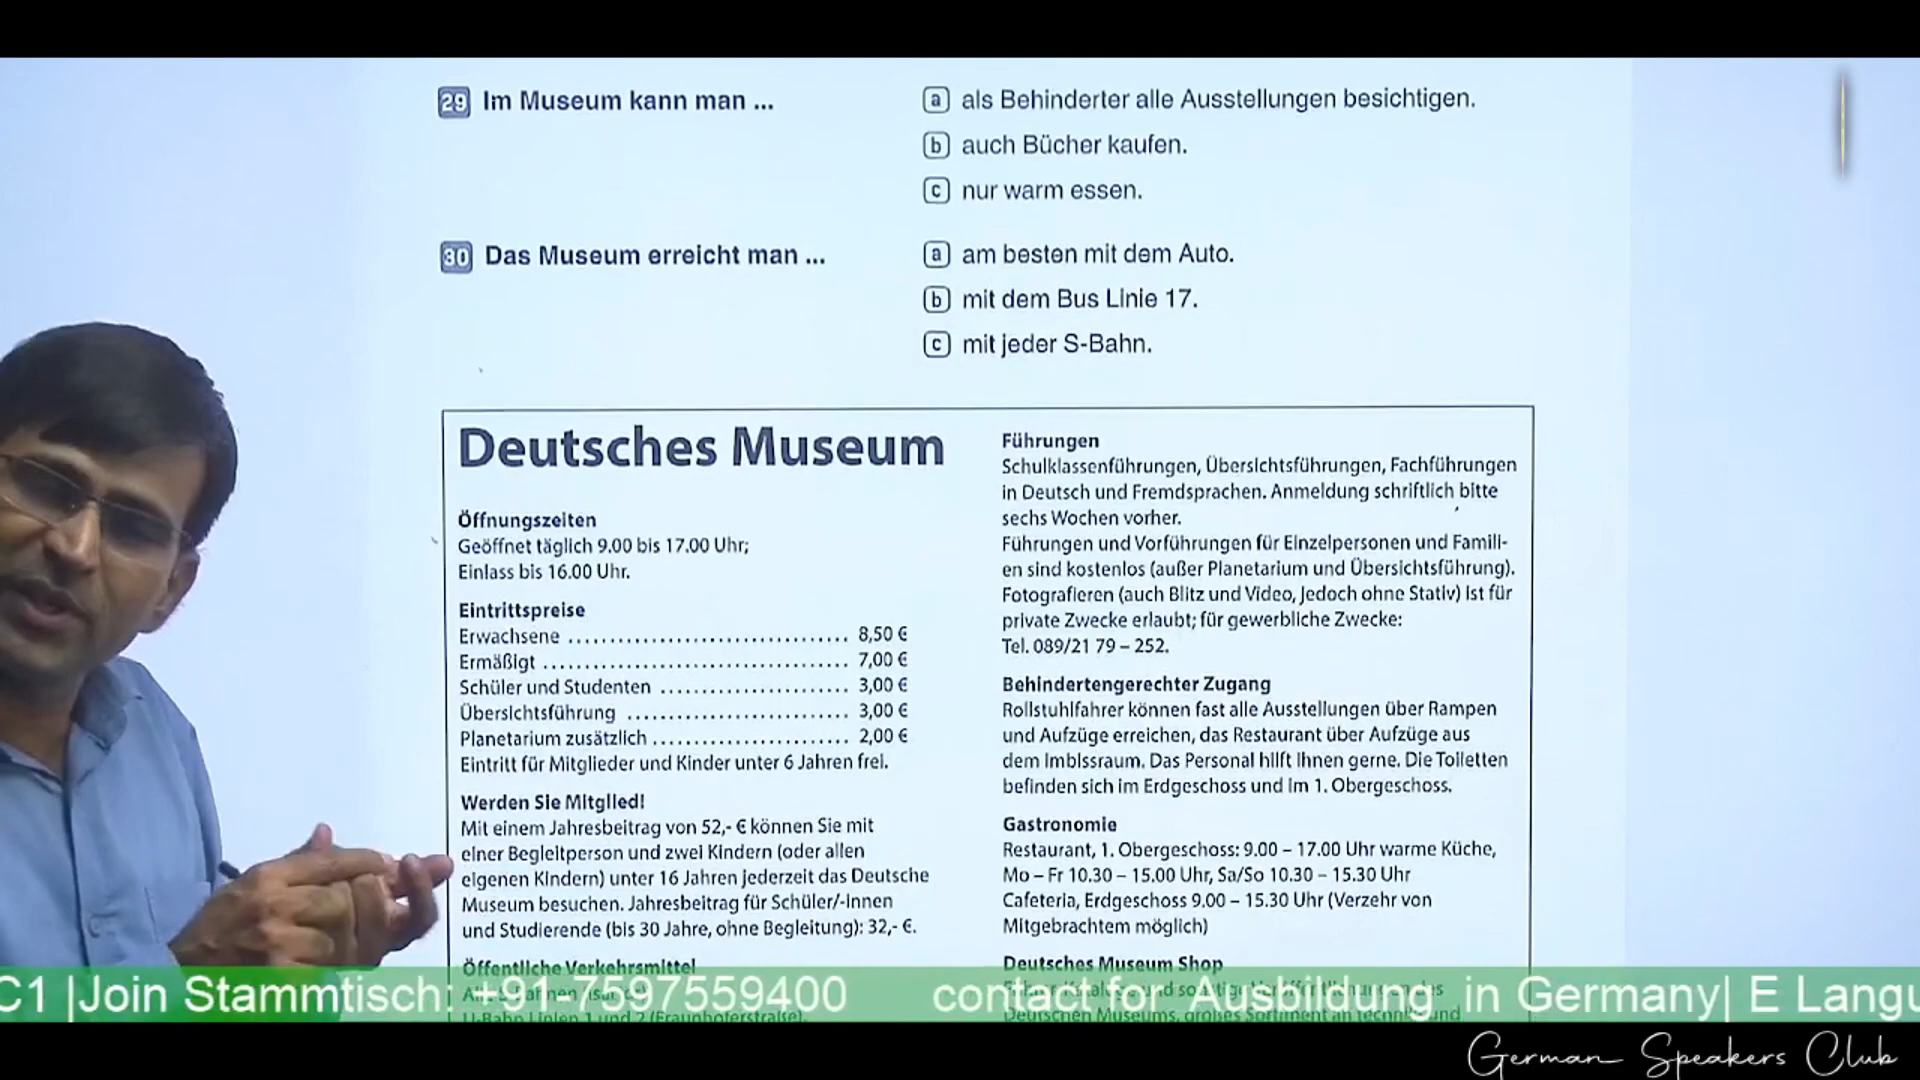 29 Im Museum kann man ...
a als Behinderter alle Ausstellungen besichtigen.
b auch Bücher kaufen.
c nur warm essen.
30 Das Museum erreicht man ...
a am besten mit dem Auto.
b mit dem Bus Linie 17.
c mit jeder S-Bahn.
Deutsches Museum
Öffnungszeiten
Geöffnet täglich 9.00 bis 17.00 Uhr;
Einlass bis 16.00 Uhr.
Eintrittspreise
Erwachsene ................................ 8,50 €
Ermäßigt ................................... 7,00 €
Schüler und Studenten ..................... 3,00 €
Übersichtsführung ......................... 3,00 €
Planetarium zusätzlich ...................... 2,00 €
Eintritt für Mitglieder und Kinder unter 6 Jahren frei.
Werden Sie Mitglied!
Mit einem Jahresbeitrag von 52,- € können Sie mit
einer Begleitperson und zwei Kindern (oder allen
eigenen Kindern) unter 16 Jahren jederzeit das Deutsche
Museum besuchen. Jahresbeitrag für Schüler/-innen
und Studierende (bis 30 Jahre, ohne Begleitung): 32,- €.
Öffentliche Verkehrsmittel
U-Bahn Linien 1 und 2 (Fraunhoferstraße),
Führungen
Schulklassenführungen, Übersichtsführungen, Fachführungen
in Deutsch und Fremdsprachen. Anmeldung schriftlich bitte
sechs Wochen vorher.
Führungen und Vorführungen für Einzelpersonen und Famili-
en sind kostenlos (außer Planetarium und Übersichtsführung).
Fotografieren (auch Blitz und Video, jedoch ohne Stativ) ist für
private Zwecke erlaubt; für gewerbliche Zwecke:
Tel. 089/21 79 – 252.
Behindertengerechter Zugang
Rollstuhlfahrer können fast alle Ausstellungen über Rampen
und Aufzüge erreichen, das Restaurant über Aufzüge aus
dem Imbissraum. Das Personal hilft Ihnen gerne. Die Toiletten
befinden sich im Erdgeschoss und im 1. Obergeschoss.
Gastronomie
Restaurant, 1. Obergeschoss: 9.00 – 17.00 Uhr warme Küche,
Mo – Fr 10.30 – 15.00 Uhr, Sa/So 10.30 – 15.30 Uhr
Cafeteria, Erdgeschoss 9.00 – 15.30 Uhr (Verzehr von
Mitgebrachtem möglich)
Deutsches Museum Shop
Deutschen Museums, großes Sortiment an technik- und
C1 |Join Stammtisch: +91-7597559400 contact for Ausbildung in Germany| E Langu
German Speakers Club